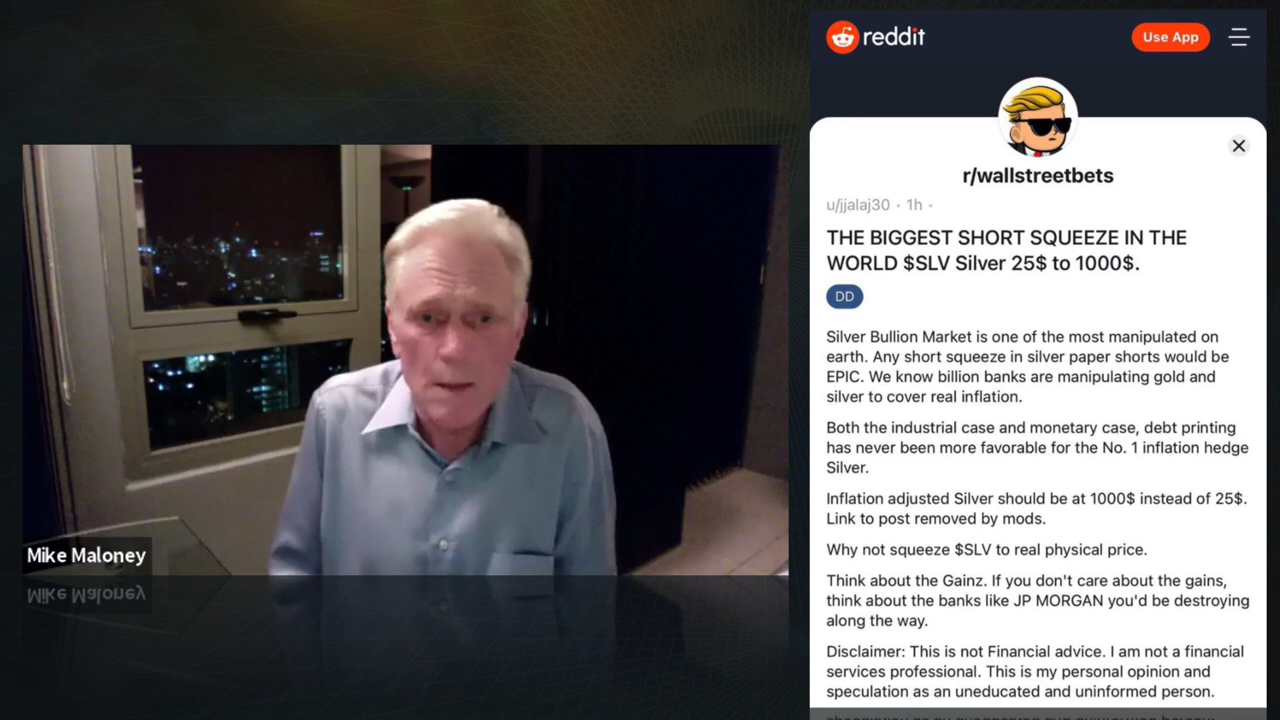 Mike Maloney
reddit
Use App
r/wallstreetbets
u/jjalaj30 • 1h •
THE BIGGEST SHORT SQUEEZE IN THE
WORLD $SLV Silver 25$ to 1000$.
DD
Silver Bullion Market is one of the most manipulated on
earth. Any short squeeze in silver paper shorts would be
EPIC. We know billion banks are manipulating gold and
silver to cover real inflation.
Both the industrial case and monetary case, debt printing
has never been more favorable for the No. 1 inflation hedge
Silver.
Inflation adjusted Silver should be at 1000$ instead of 25$.
Link to post removed by mods.
Why not squeeze $SLV to real physical price.
Think about the Gainz. If you don't care about the gains,
think about the banks like JP MORGAN you'd be destroying
along the way.
Disclaimer: This is not Financial advice. I am not a financial
services professional. This is my personal opinion and
speculation as an uneducated and uninformed person.